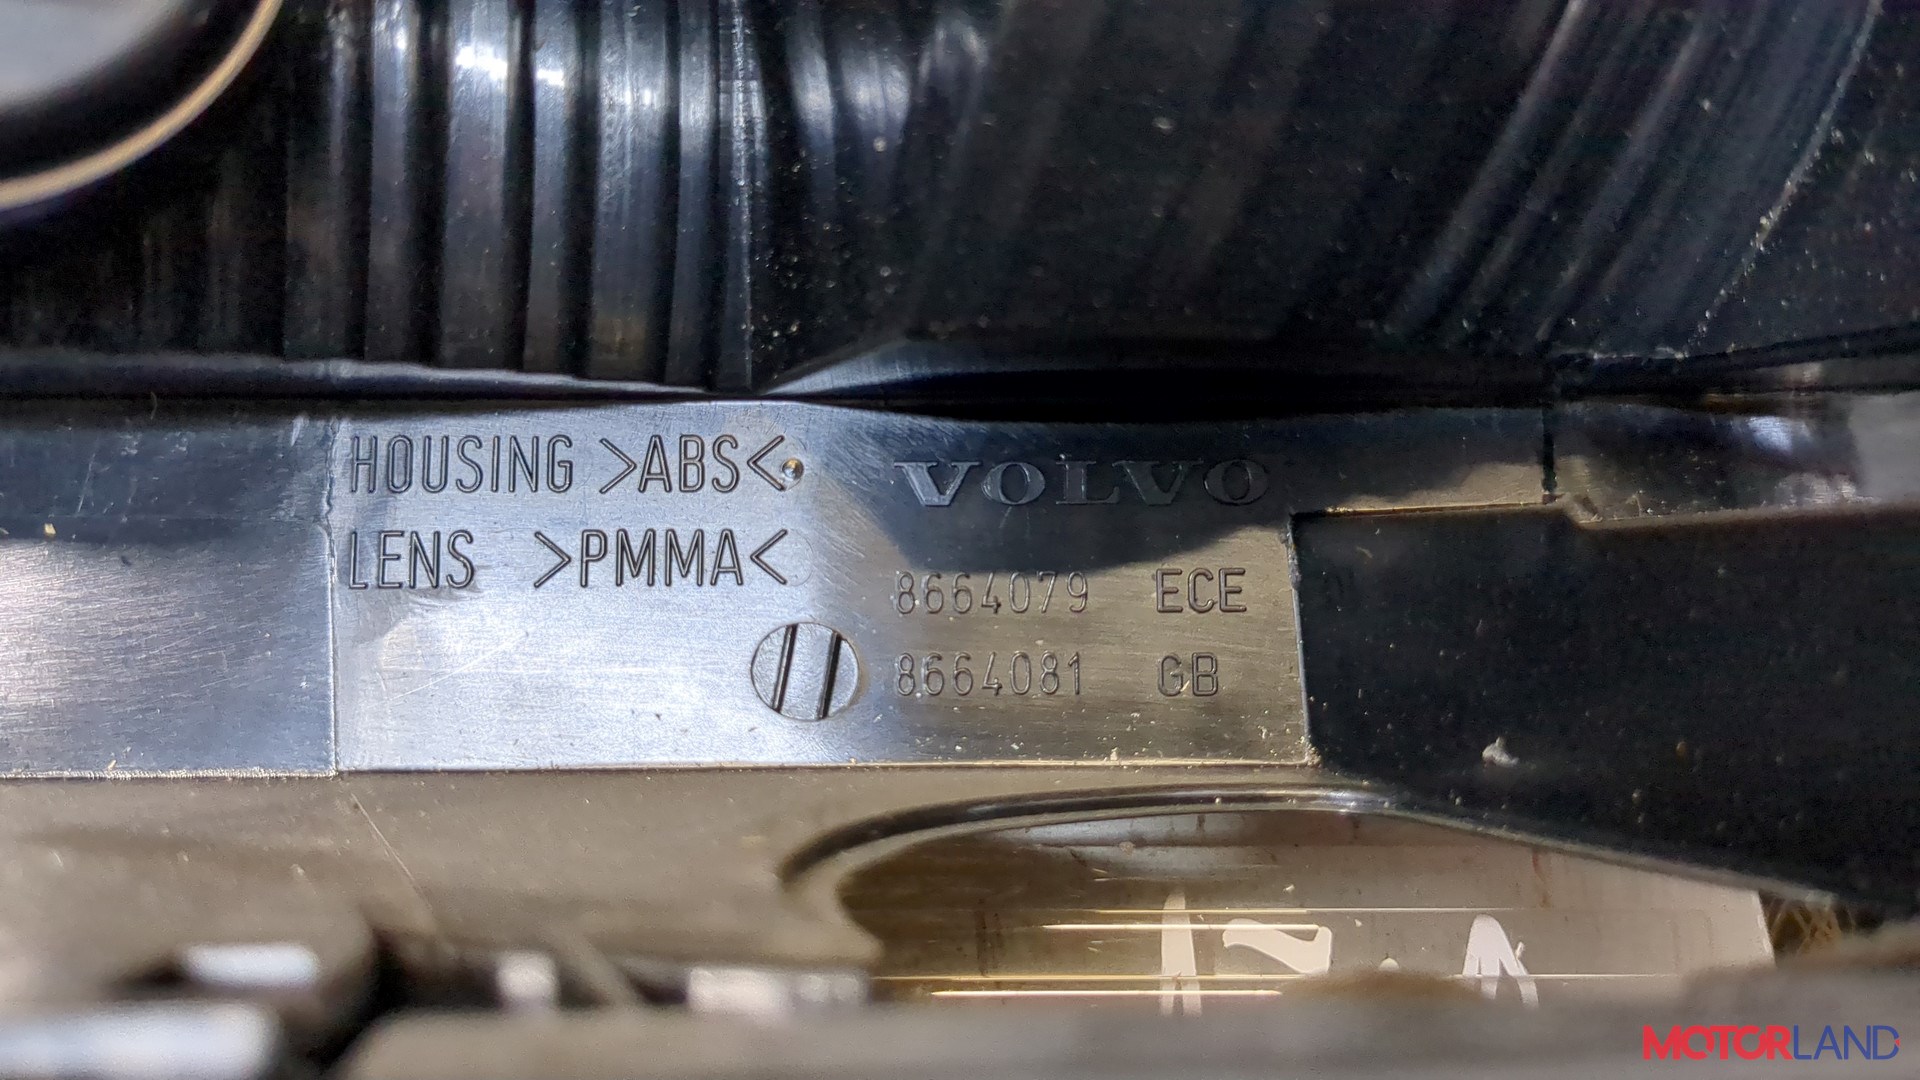 HOUSING >ABS<
LENS >PMMA<
VOLVO
8664079 ECE
8664081 GB
MOTORLAND